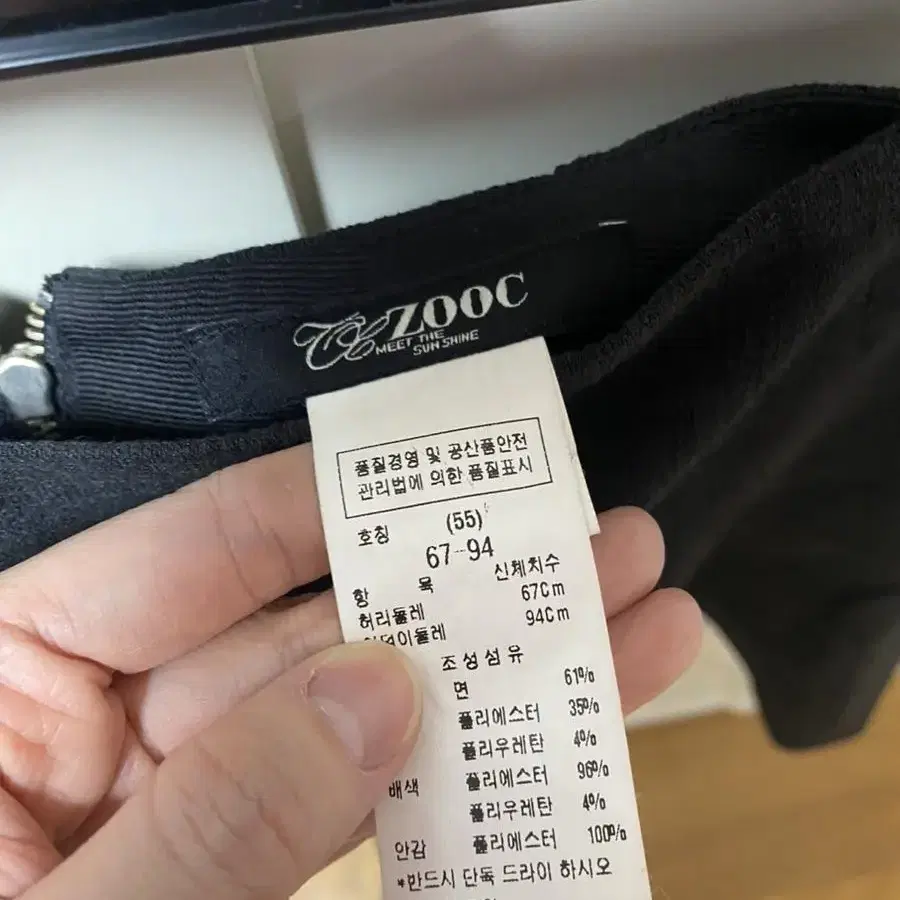 ZOOC
MEET THE
SUN SHINE
품질경영 및 공산품안전
관리법에 의한 품질표시
호칭 (55)
67-94
항 목 신체치수
허리둘레 67Cm
94Cm
조성섬유
면 61%
폴리에스터 35%
폴리우레탄 4%
배색 폴리에스터 96%
폴리우레탄 4%
안감 폴리에스터 100%
*반드시 단독 드라이 하시오